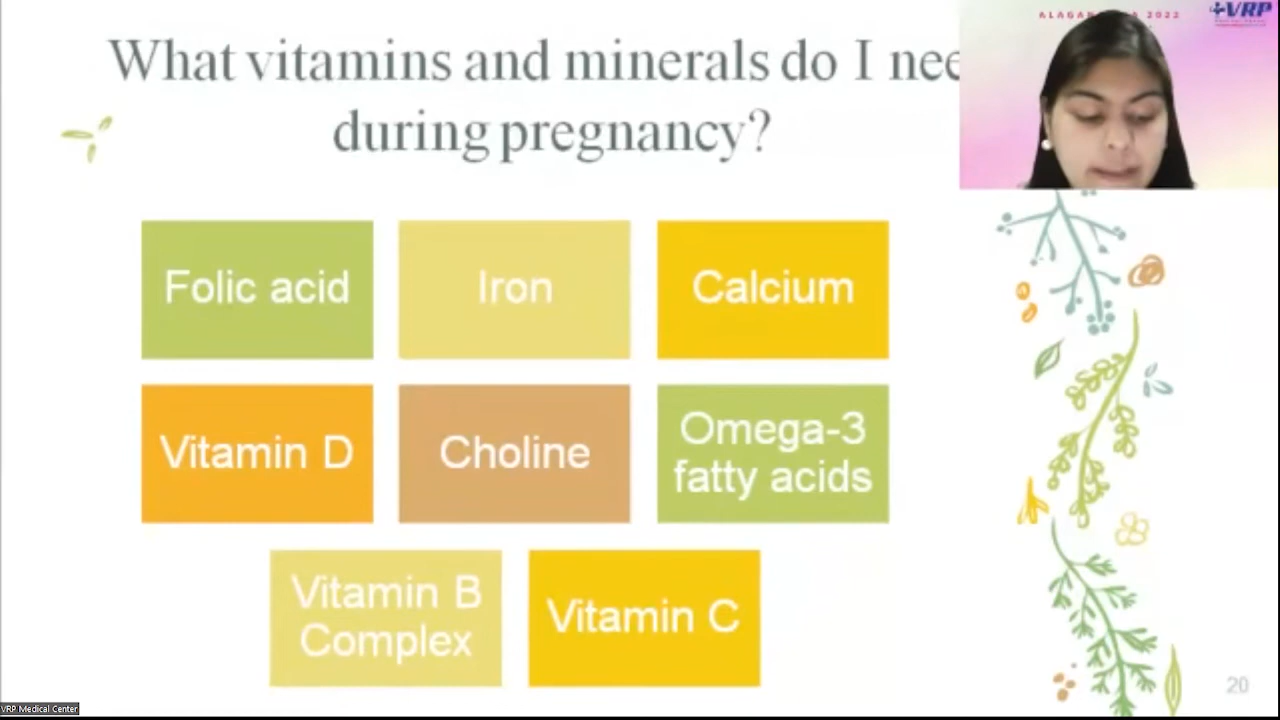 What vitamins and minerals do I nee
during pregnancy?
2022
VRP
Folic acid
Iron
Calcium
Vitamin D
Choline
Omega-3
fatty acids
Vitamin B
Complex
Vitamin C
20
VRP Medical Center